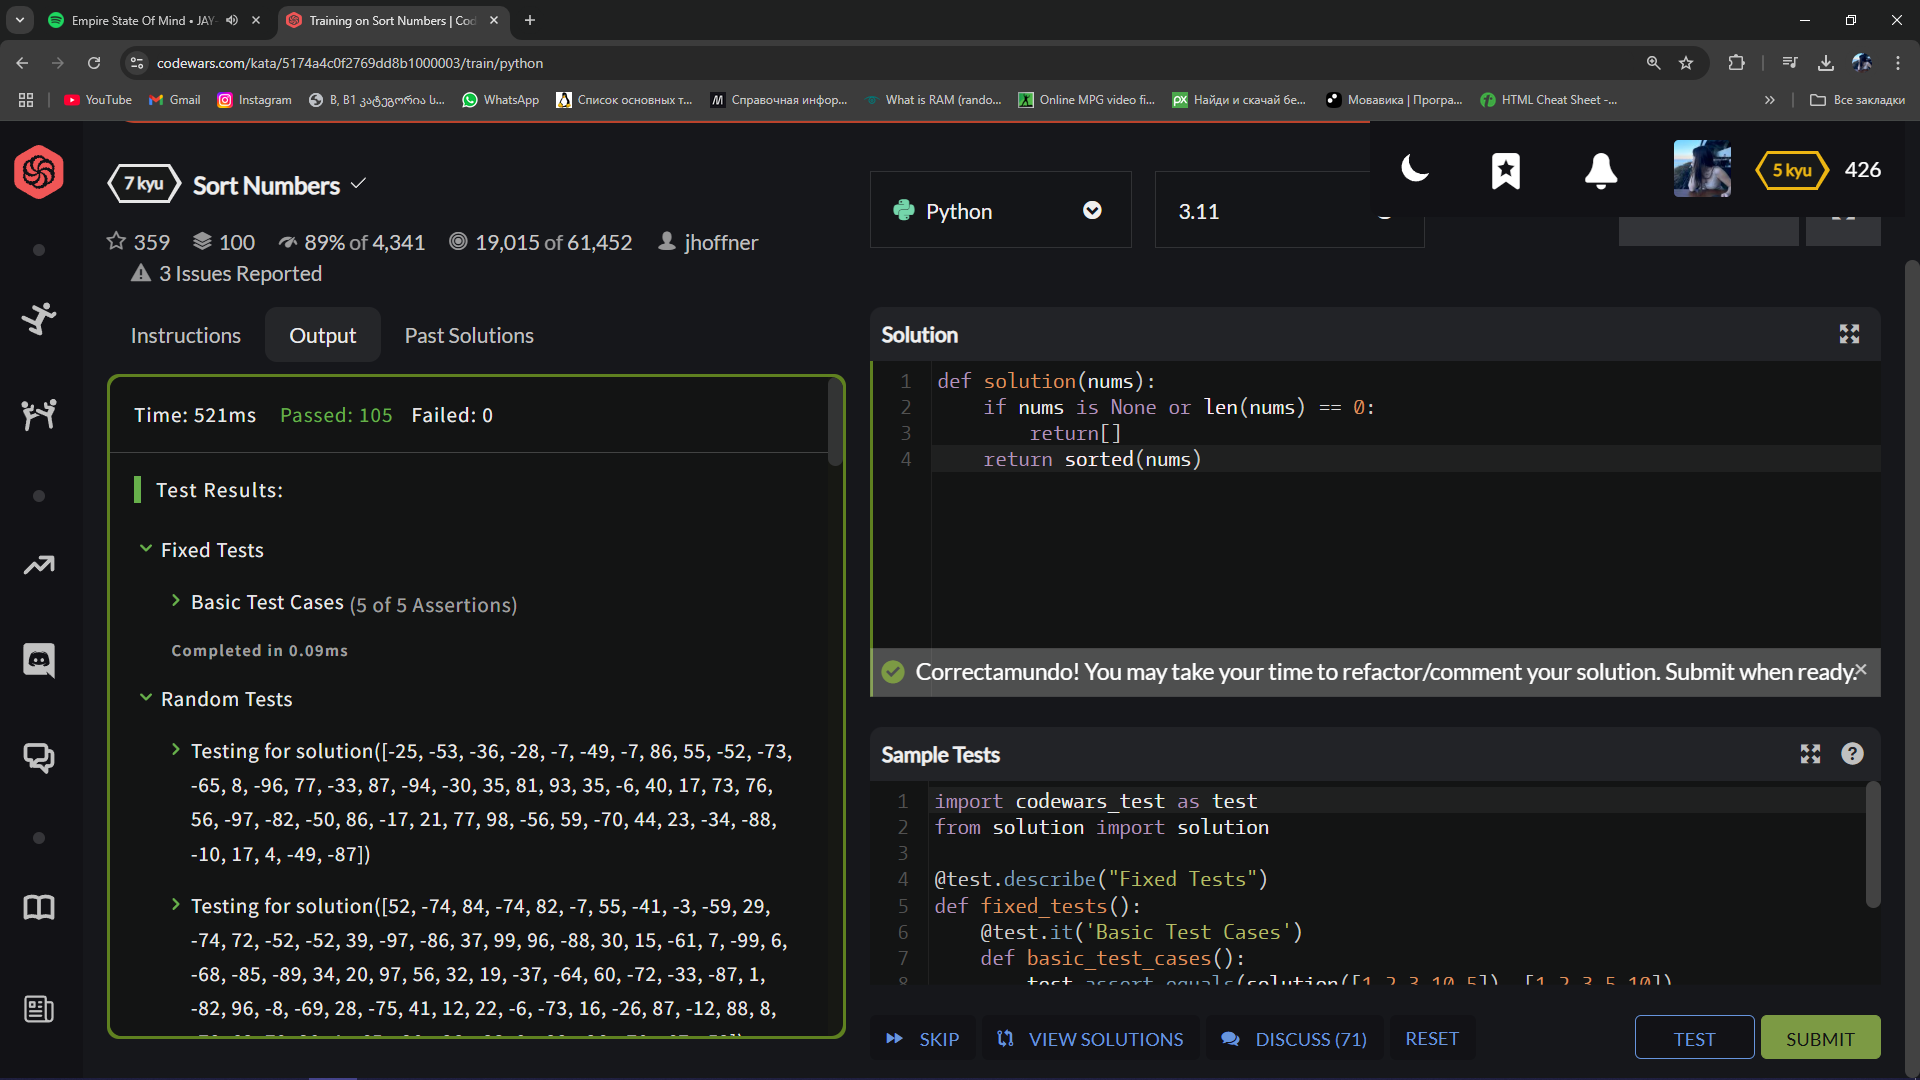 Empire State Of Mind • JAY-
Training on Sort Numbers | Cod
codewars.com/kata/5174a4c0f2769dd8b1000003/train/python
YouTube
Gmail
Instagram
B, B1 კატეგორია ს...
WhatsApp
Список основных т...
Справочная инфор...
What is RAM (rando...
Online MPG video fi...
Найди и скачай бе...
Мовавика | Програ...
HTML Cheat Sheet -...
Все закладки
7 kyu
Sort Numbers
359
100
89% of 4,341
19,015 of 61,452
jhoffner
3 Issues Reported
Python
3.11
5 kyu
426
Instructions
Output
Past Solutions
Time: 521ms Passed: 105 Failed: 0
Test Results:
Fixed Tests
Basic Test Cases (5 of 5 Assertions)
Completed in 0.09ms
Random Tests
Testing for solution([-25, -53, -36, -28, -7, -49, -7, 86, 55, -52, -73,
-65, 8, -96, 77, -33, 87, -94, -30, 35, 81, 93, 35, -6, 40, 17, 73, 76,
56, -97, -82, -50, 86, -17, 21, 77, 98, -56, 59, -70, 44, 23, -34, -88,
-10, 17, 4, -49, -87])
Testing for solution([52, -74, 84, -74, 82, -7, 55, -41, -3, -59, 29,
-74, 72, -52, -52, 39, -97, -86, 37, 99, 96, -88, 30, 15, -61, 7, -99, 6,
-68, -85, -89, 34, 20, 97, 56, 32, 19, -37, -64, 60, -72, -33, -87, 1,
-82, 96, -8, -69, 28, -75, 41, 12, 22, -6, -73, 16, -26, 87, -12, 88, 8,
Solution
1 def solution(nums):
2 if nums is None or len(nums) == 0:
3 return[]
4 return sorted(nums)
Correctamundo! You may take your time to refactor/comment your solution. Submit when ready.
Sample Tests
1 import codewars_test as test
2 from solution import solution
3
4 @test.describe("Fixed Tests")
5 def fixed_tests():
6 @test.it('Basic Test Cases')
7 def basic_test_cases():
8 test.assert_equals(solution([1,2,3,10,5]), [1,2,3,5,10])
SKIP
VIEW SOLUTIONS
DISCUSS (71)
RESET
TEST
SUBMIT